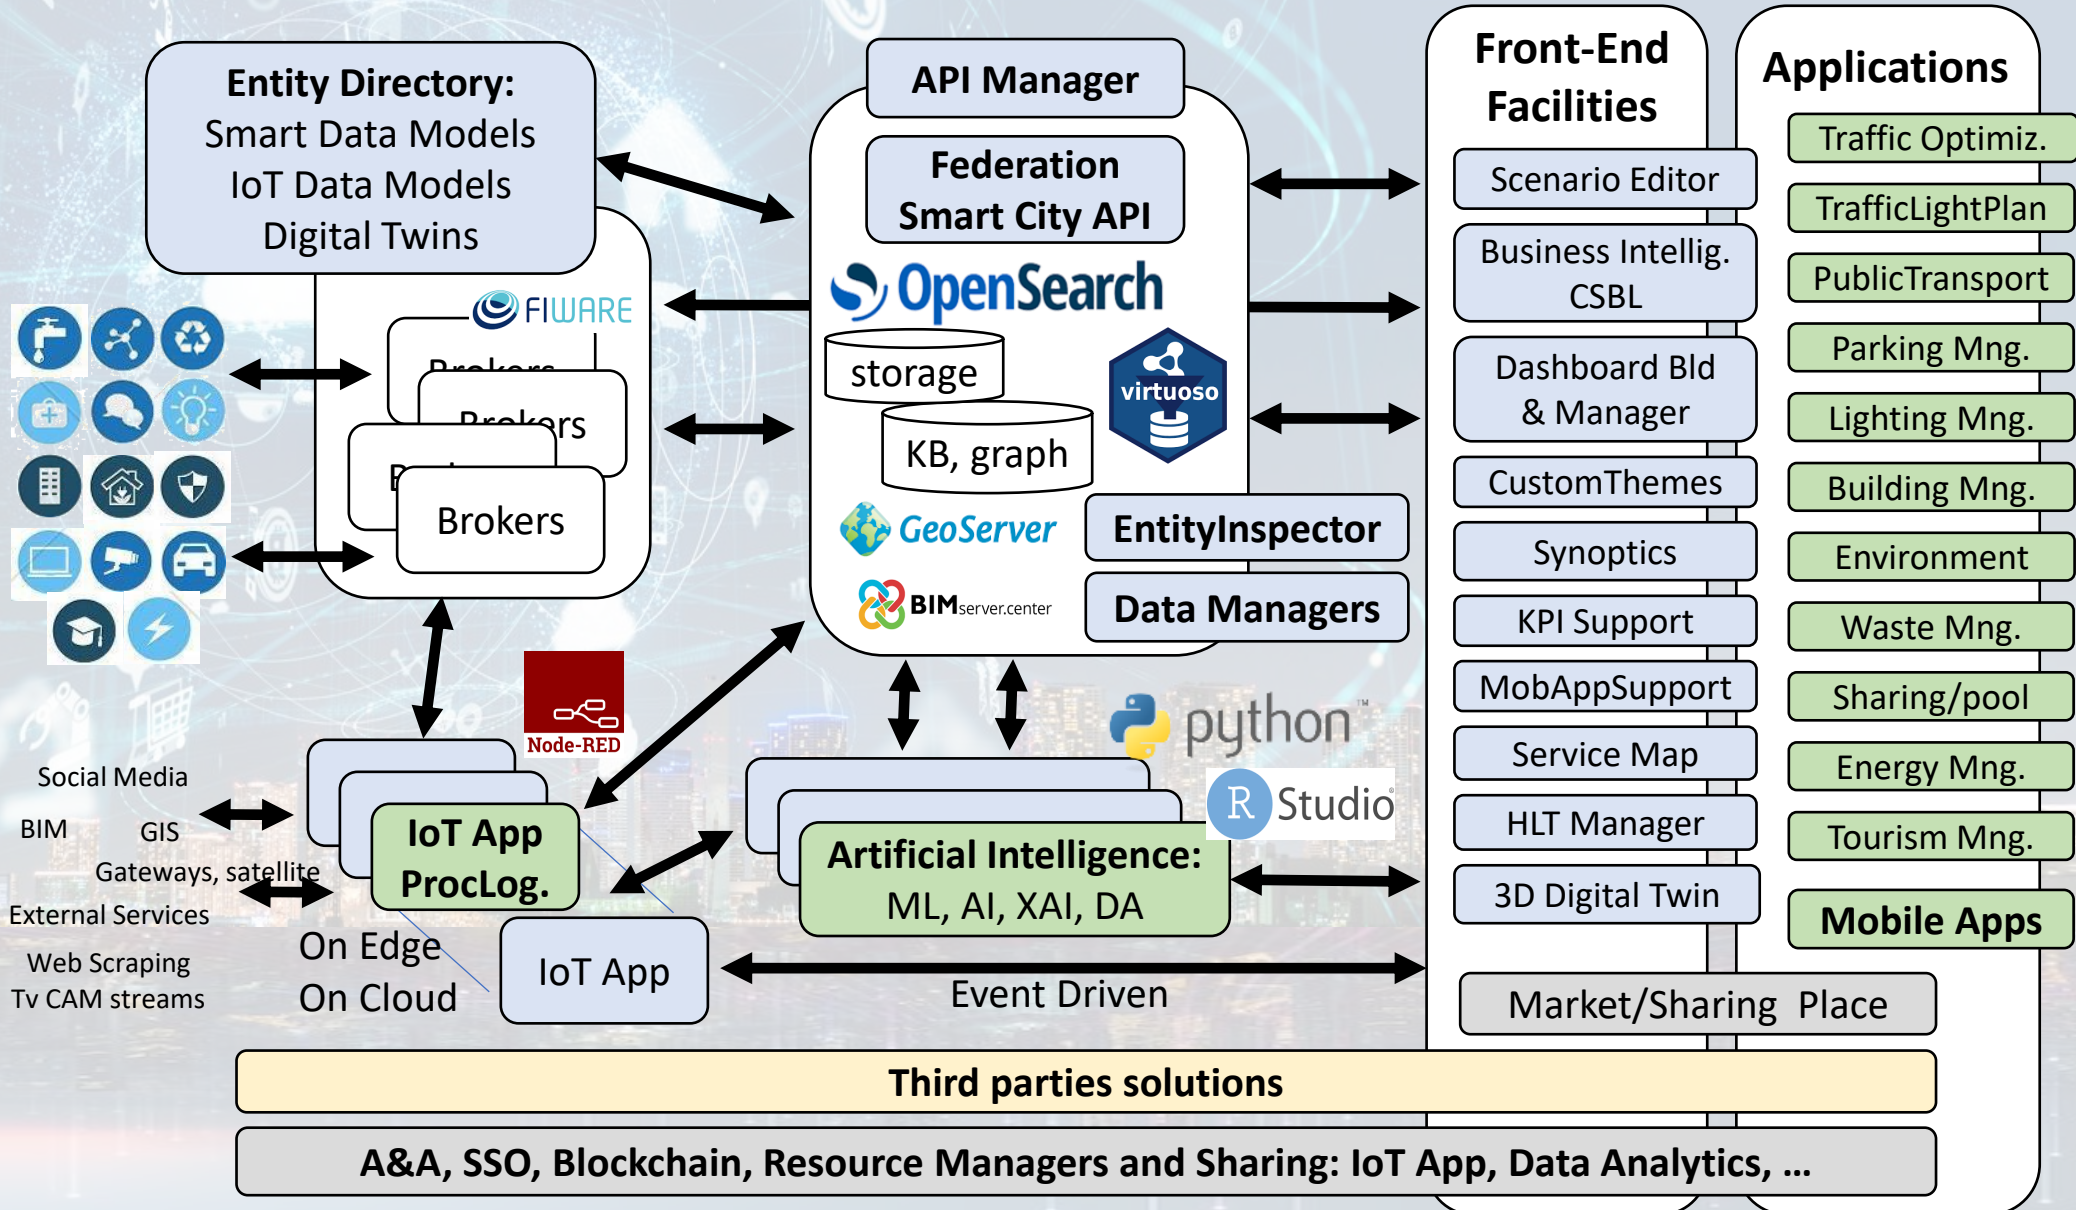 Entity Directory:
Smart Data Models
IoT Data Models
Digital Twins
FIWARE
Brokers
Brokers
Brokers
API Manager
Federation
Smart City API
OpenSearch
storage
virtuoso
KB, graph
GeoServer
EntityInspector
BIMserver.center
Data Managers
Node-RED
python™
R Studio®
Social Media
BIM
GIS
Gateways, satellite
External Services
Web Scraping
Tv CAM streams
IoT App
ProcLog.
On Edge
On Cloud
IoT App
Artificial Intelligence:
ML, AI, XAI, DA
Event Driven
Front-End
Facilities
Scenario Editor
Business Intellig.
CSBL
Dashboard Bld
& Manager
CustomThemes
Synoptics
KPI Support
MobAppSupport
Service Map
HLT Manager
3D Digital Twin
Applications
Traffic Optimiz.
TrafficLightPlan
PublicTransport
Parking Mng.
Lighting Mng.
Building Mng.
Environment
Waste Mng.
Sharing/pool
Energy Mng.
Tourism Mng.
Mobile Apps
Market/Sharing Place
Third parties solutions
A&A, SSO, Blockchain, Resource Managers and Sharing: IoT App, Data Analytics, ...